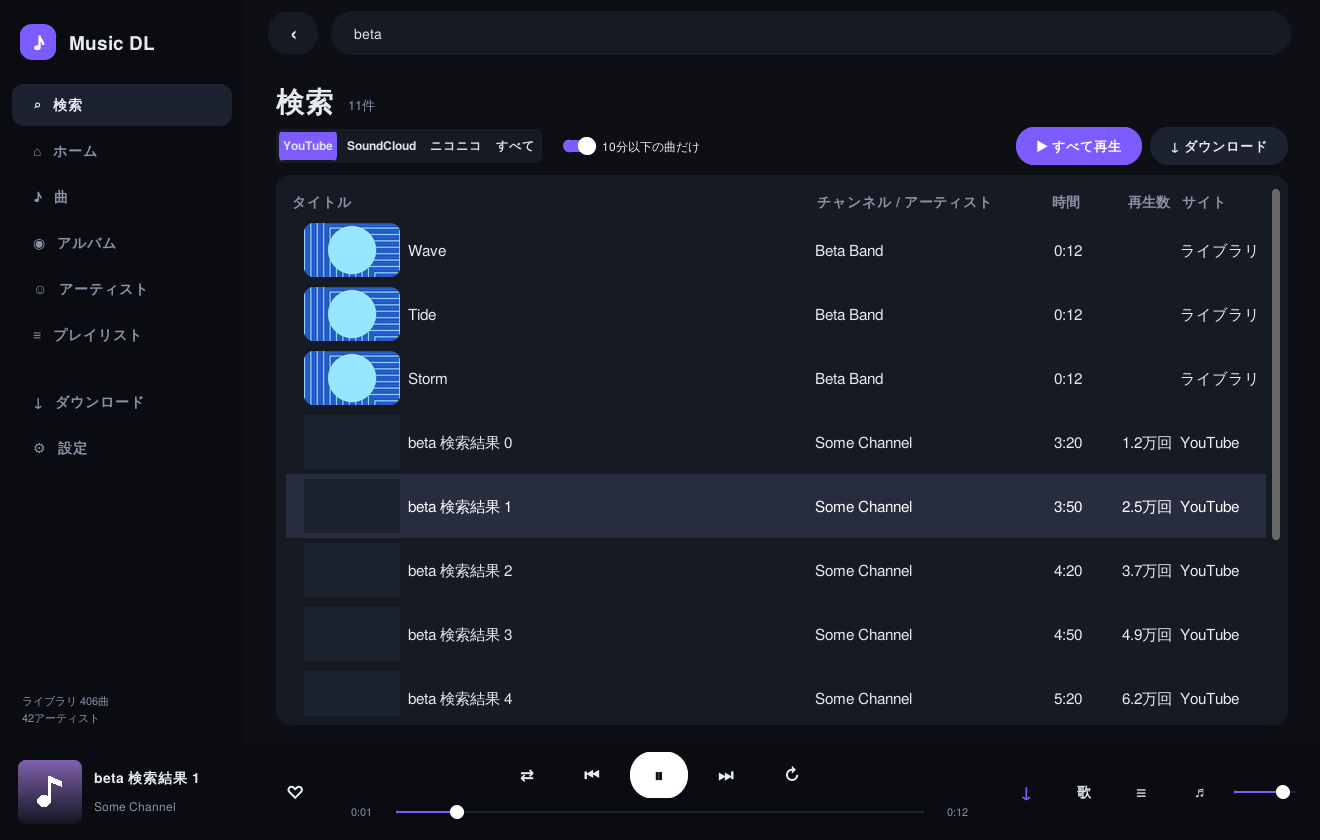 Music DL
beta
検索
ホーム
曲
アルバム
アーティスト
プレイリスト
ダウンロード
設定
ライブラリ 406曲
42アーティスト
検索 11件
YouTube SoundCloud ニコニコ すべて 10分以下の曲だけ すべて再生 ダウンロード
タイトル チャンネル / アーティスト 時間 再生数 サイト
Wave Beta Band 0:12 ライブラリ
Tide Beta Band 0:12 ライブラリ
Storm Beta Band 0:12 ライブラリ
beta 検索結果 0 Some Channel 3:20 1.2万回 YouTube
beta 検索結果 1 Some Channel 3:50 2.5万回 YouTube
beta 検索結果 2 Some Channel 4:20 3.7万回 YouTube
beta 検索結果 3 Some Channel 4:50 4.9万回 YouTube
beta 検索結果 4 Some Channel 5:20 6.2万回 YouTube
beta 検索結果 1
Some Channel
0:01 0:12
歌